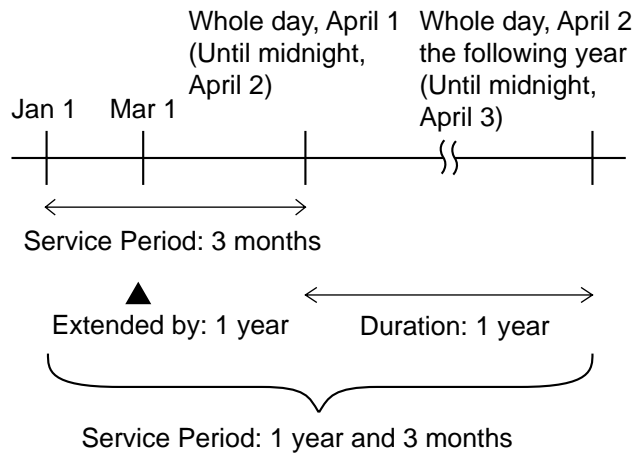 Whole day, April 1
(Until midnight,
April 2)
Whole day, April 2
the following year
(Until midnight,
April 3)
Jan 1
Mar 1
Service Period: 3 months
Extended by: 1 year
Duration: 1 year
Service Period: 1 year and 3 months